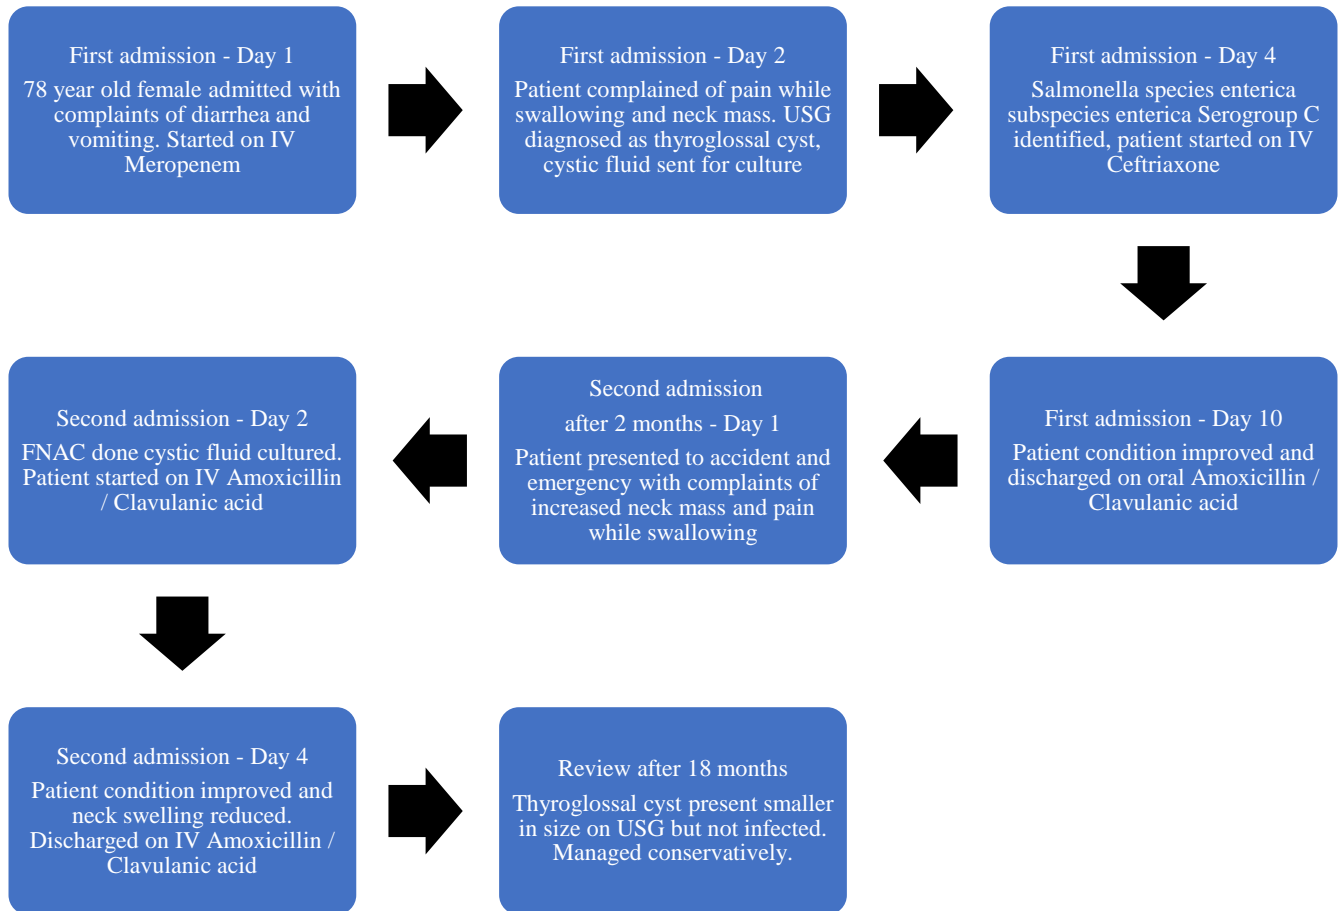 First admission - Day 1
78 year old female admitted with
complaints of diarrhea and
vomiting. Started on IV
Meropenem
First admission - Day 2
Patient complained of pain while
swallowing and neck mass. USG
diagnosed as thyroglossal cyst,
cystic fluid sent for culture
First admission - Day 4
Salmonella species enterica
subspecies enterica Serogroup C
identified, patient started on IV
Ceftriaxone
First admission - Day 10
Patient condition improved and
discharged on oral Amoxicillin /
Clavulanic acid
Second admission
after 2 months - Day 1
Patient presented to accident and
emergency with complaints of
increased neck mass and pain
while swallowing
Second admission - Day 2
FNAC done cystic fluid cultured.
Patient started on IV Amoxicillin
/ Clavulanic acid
Second admission - Day 4
Patient condition improved and
neck swelling reduced.
Discharged on IV Amoxicillin /
Clavulanic acid
Review after 18 months
Thyroglossal cyst present smaller
in size on USG but not infected.
Managed conservatively.